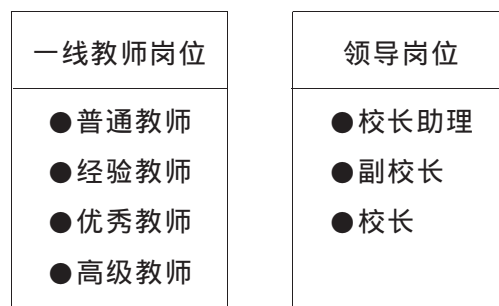 一线教师岗位
●普通教师
●经验教师
●优秀教师
●高级教师
领导岗位
●校长助理
●副校长
●校长